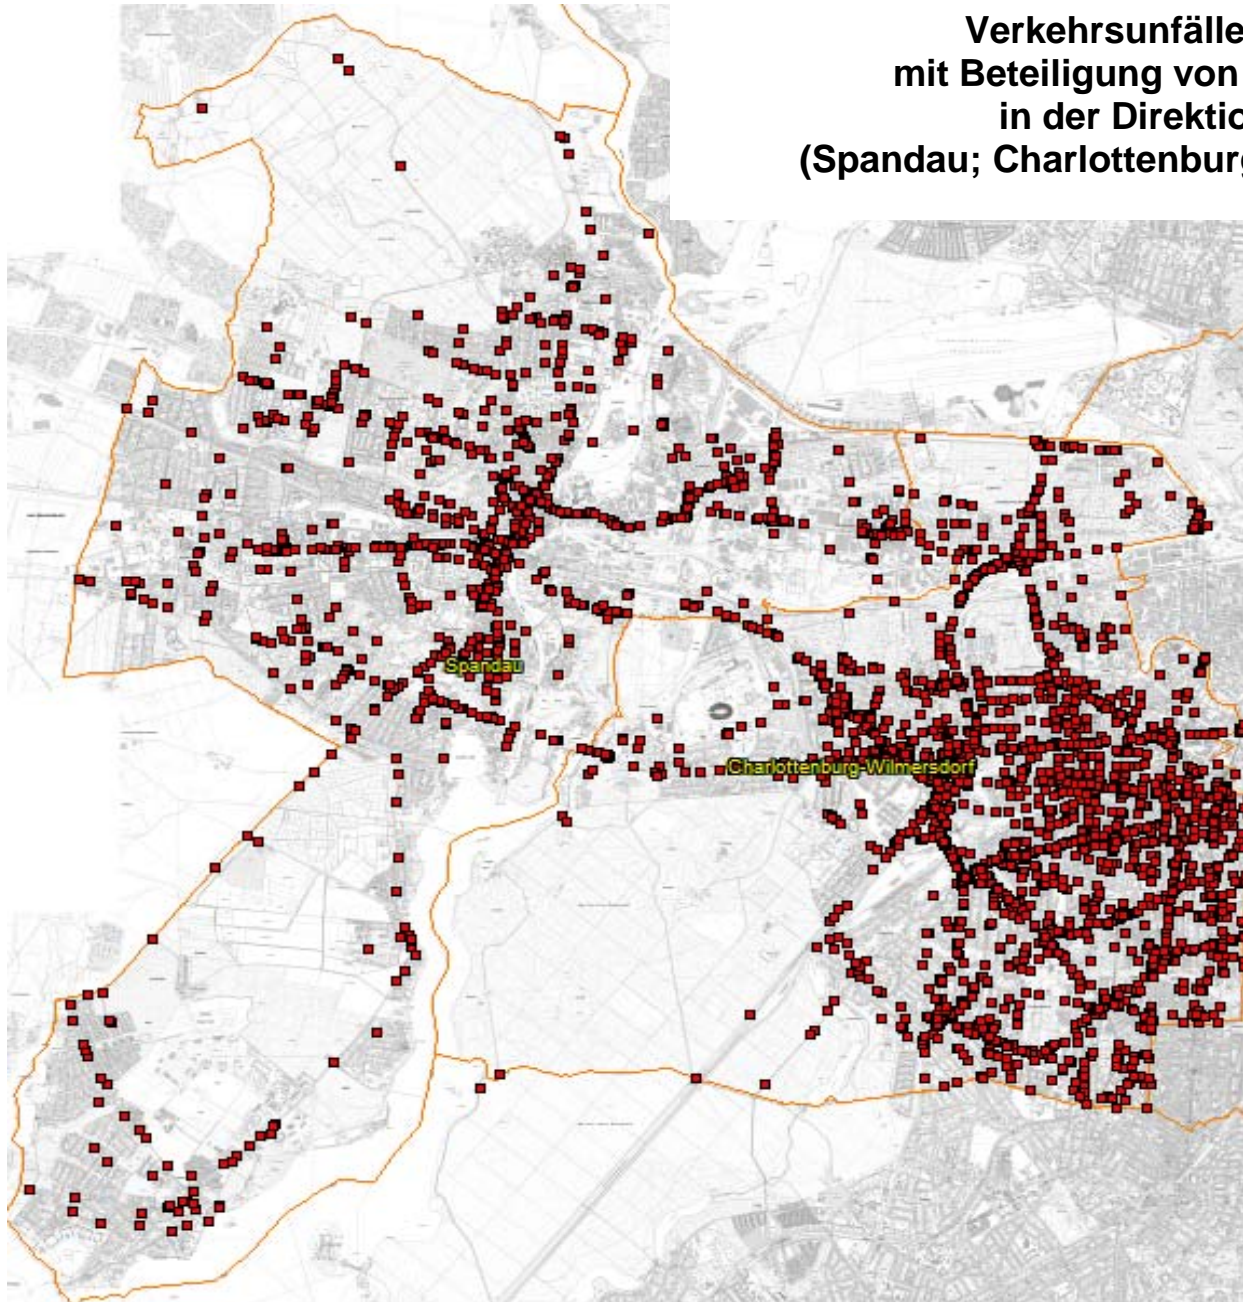 Verkehrsunfälle
mit Beteiligung von
in der Direktio
(Spandau; Charlottenburg
Spandau
Charlottenburg-Wilmersdorf